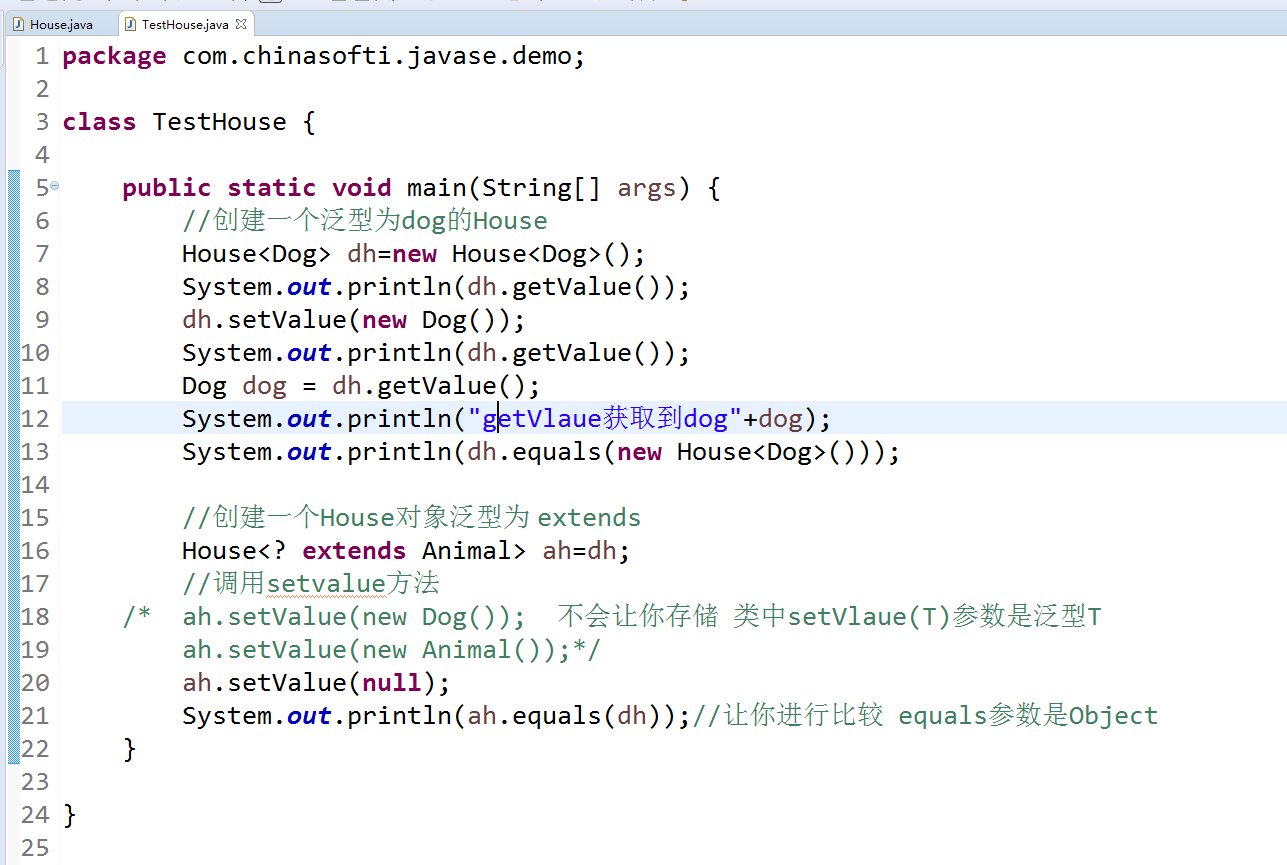 House.java TestHouse.java
1 package com.chinasofti.javase.demo;
2
3 class TestHouse {
4
5 public static void main(String[] args) {
6 //创建一个泛型为dog的House
7 House<Dog> dh=new House<Dog>();
8 System.out.println(dh.getValue());
9 dh.setValue(new Dog());
10 System.out.println(dh.getValue());
11 Dog dog = dh.getValue();
12 System.out.println("getVlaue获取到dog"+dog);
13 System.out.println(dh.equals(new House<Dog>()));
14
15 //创建一个House对象泛型为 extends
16 House<? extends Animal> ah=dh;
17 //调用setvalue方法
18 /* ah.setValue(new Dog()); 不会让你存储 类中setVlaue(T)参数是泛型T
19 ah.setValue(new Animal());*/
20 ah.setValue(null);
21 System.out.println(ah.equals(dh));//让你进行比较 equals参数是Object
22 }
23
24 }
25